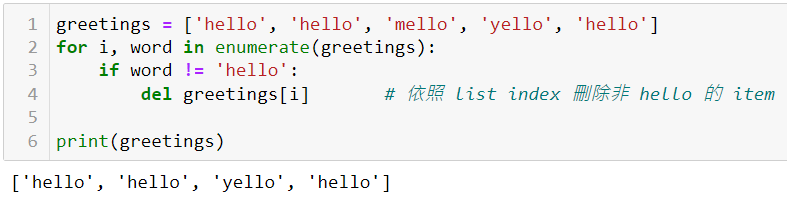 1 greetings = ['hello', 'hello', 'mello', 'yello', 'hello']
2 for i, word in enumerate(greetings):
3     if word != 'hello':
4         del greetings[i]       # 依照 list index 刪除非 hello 的 item
5
6 print(greetings)
['hello', 'hello', 'yello', 'hello']